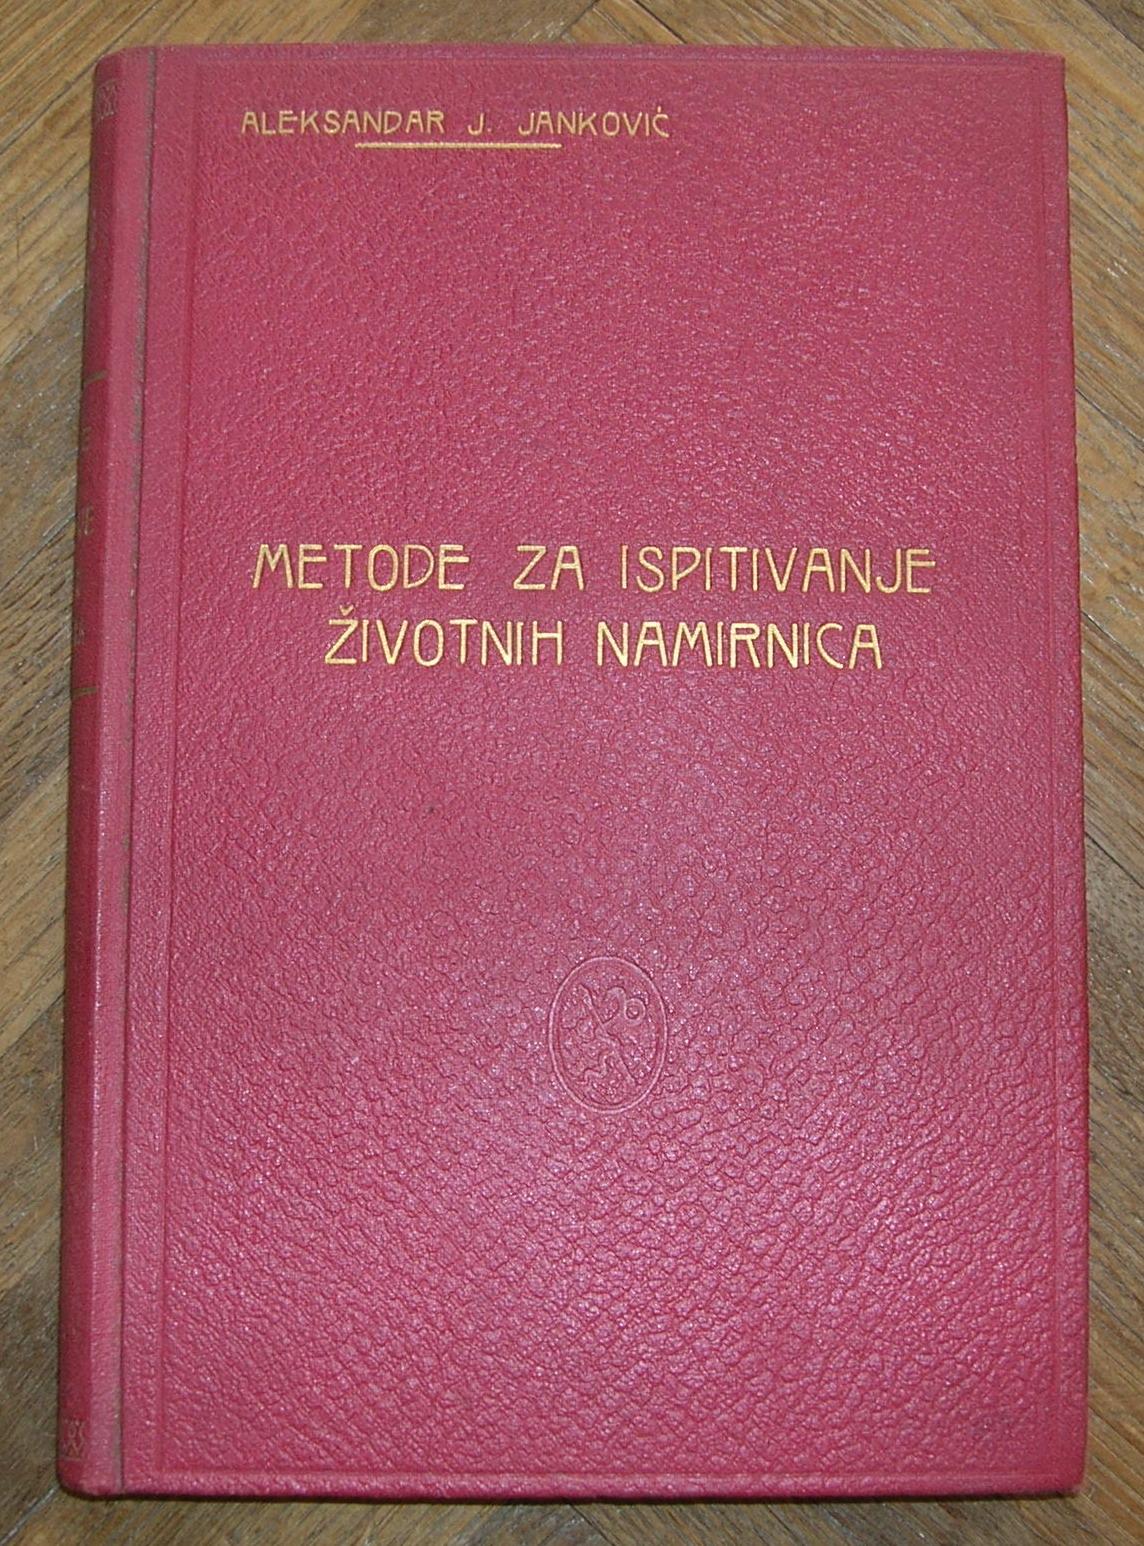 ALEKSANDAR J. JANKOVIĆ
METODE ZA ISPITIVANJE
ŽIVOTNIH NAMIRNICA